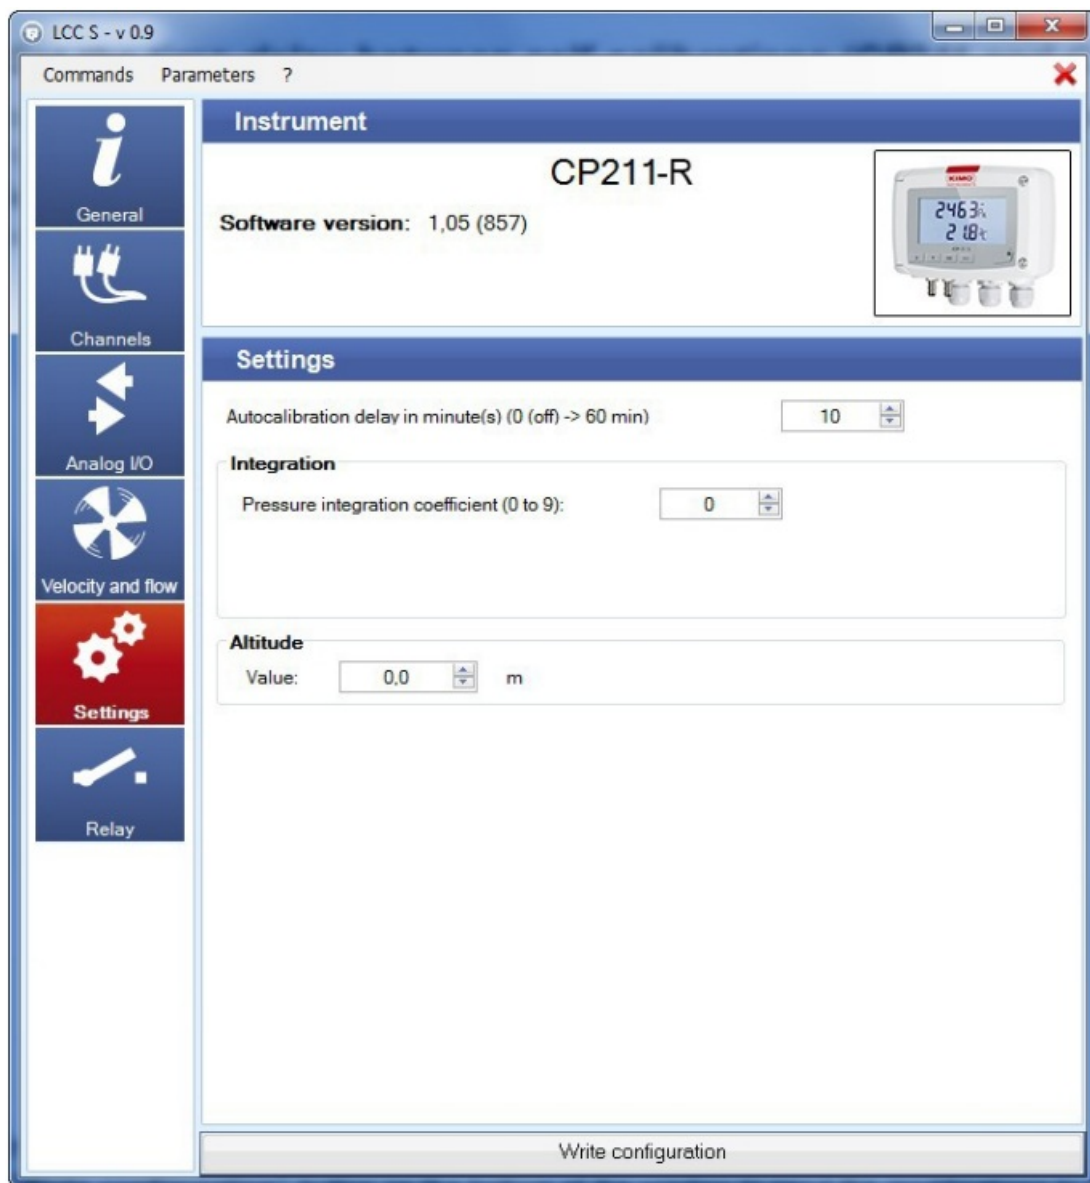 LCC S - v 0.9
Commands Parameters ?
General
Channels
Analog I/O
Velocity and flow
Settings
Relay
Instrument
CP211-R
Software version: 1,05 (857)
KIMO
Settings
Autocalibration delay in minute(s) (0 (off) -> 60 min) 10
Integration
Pressure integration coefficient (0 to 9): 0
Altitude
Value: 0,0 m
Write configuration